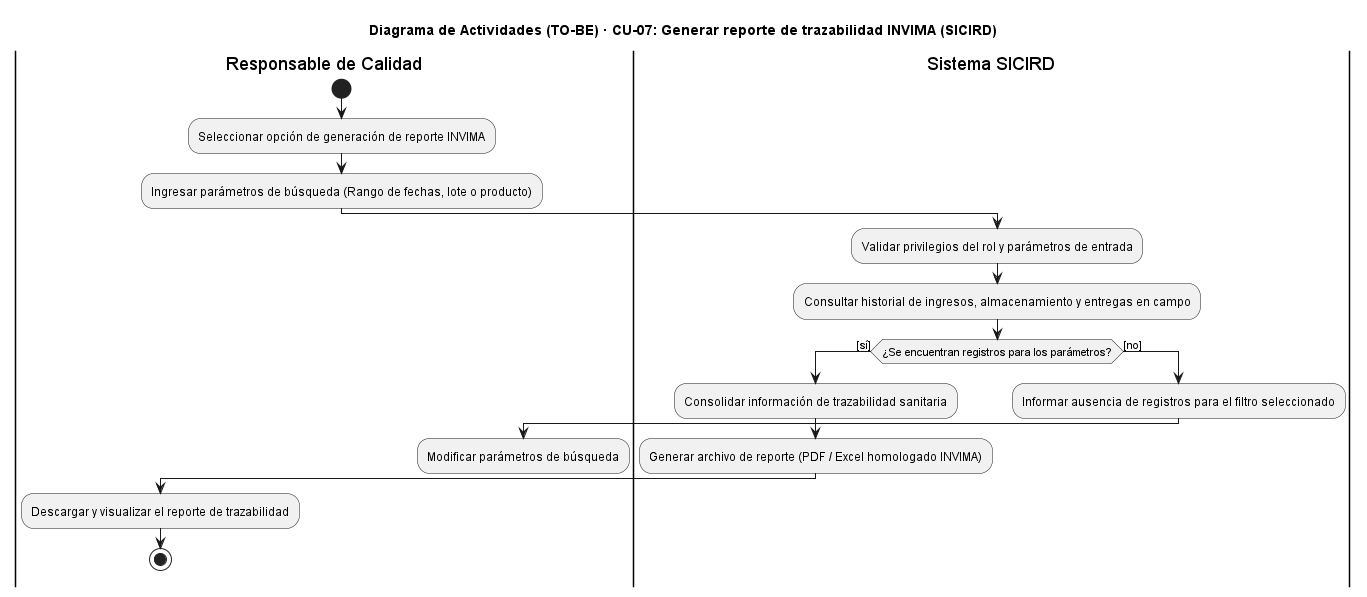 Diagrama de Actividades (TO-BE) · CU-07: Generar reporte de trazabilidad INVIMA (SICIRD)
Responsable de Calidad
Sistema SICIRD
Seleccionar opción de generación de reporte INVIMA
Ingresar parámetros de búsqueda (Rango de fechas, lote o producto)
Validar privilegios del rol y parámetros de entrada
Consultar historial de ingresos, almacenamiento y entregas en campo
[sí]
¿Se encuentran registros para los parámetros?
[no]
Consolidar información de trazabilidad sanitaria
Informar ausencia de registros para el filtro seleccionado
Modificar parámetros de búsqueda
Generar archivo de reporte (PDF / Excel homologado INVIMA)
Descargar y visualizar el reporte de trazabilidad